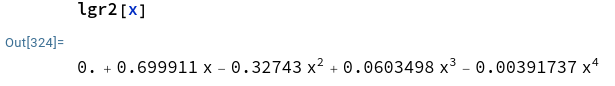 lgr2[x]
Out[324]=
0. + 0.699911 x − 0.32743 x² + 0.0603498 x³ − 0.00391737 x⁴